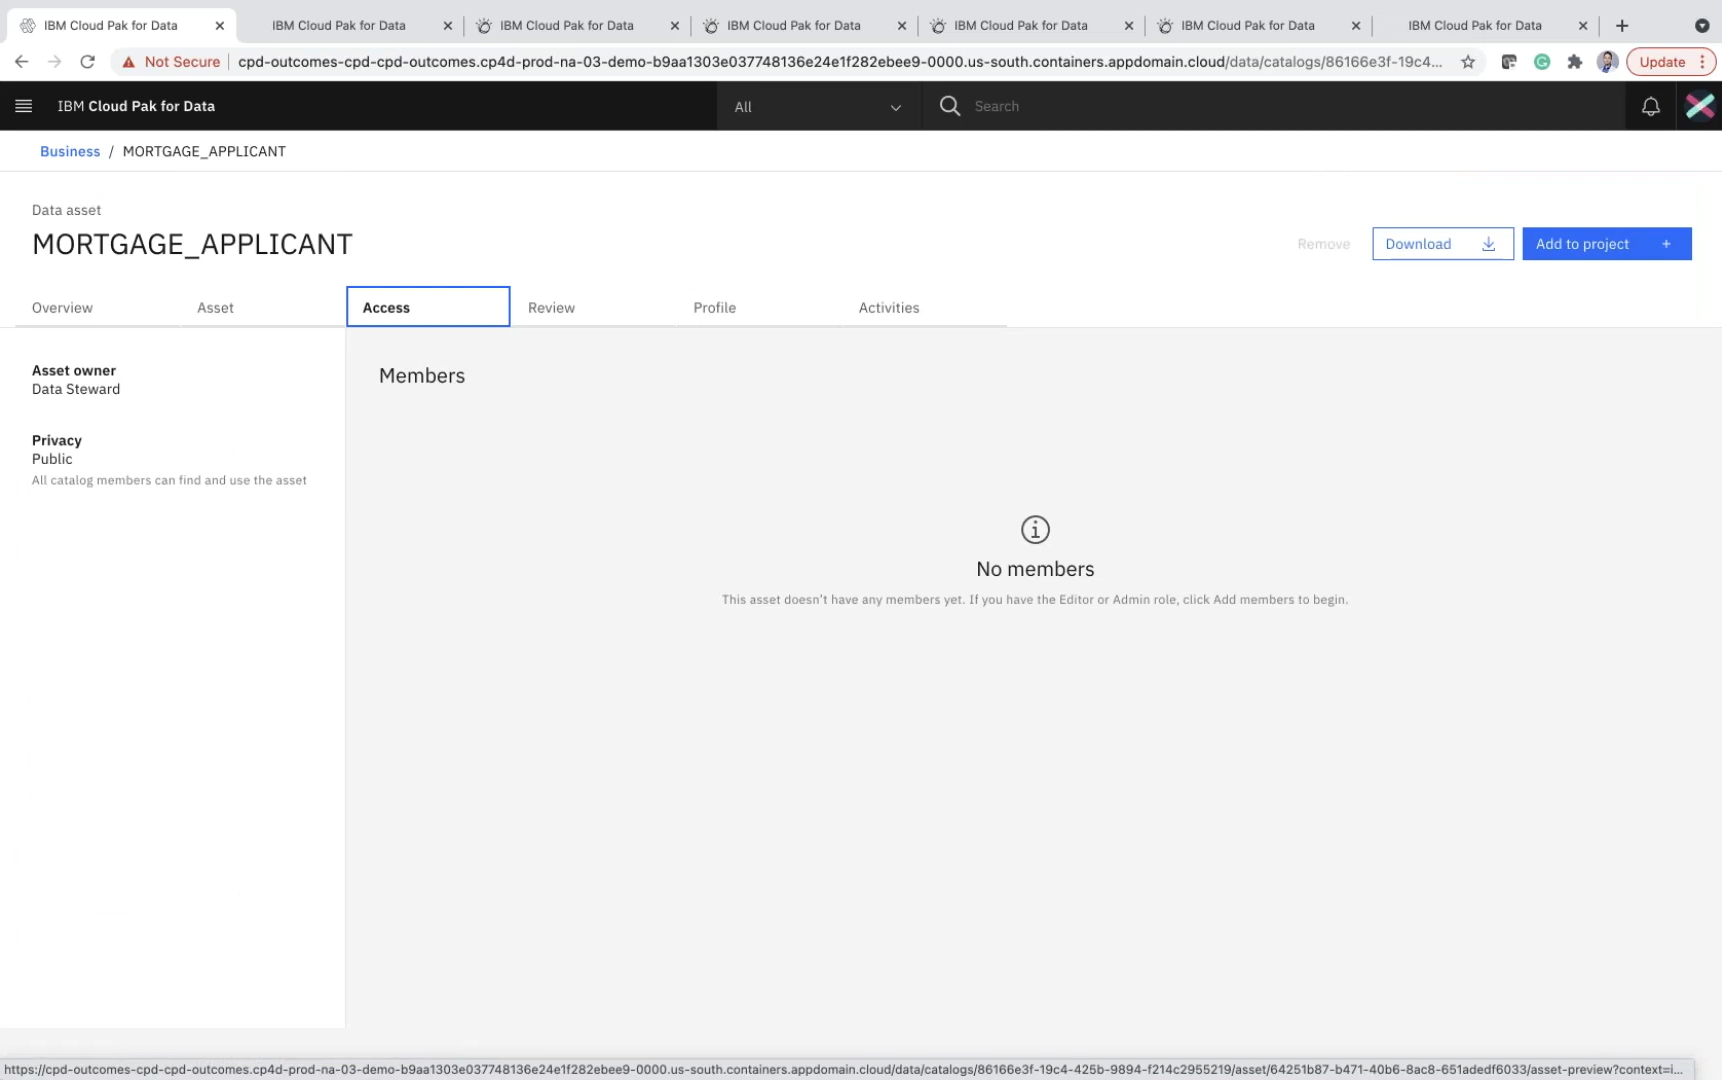 IBM Cloud Pak for Data
IBM Cloud Pak for Data
IBM Cloud Pak for Data
IBM Cloud Pak for Data
IBM Cloud Pak for Data
IBM Cloud Pak for Data
IBM Cloud Pak for Data
Not Secure
cpd-outcomes-cpd-cpd-outcomes.cp4d-prod-na-03-demo-b9aa1303e037748136e24e1f282ebee9-0000.us-south.containers.appdomain.cloud/data/catalogs/86166e3f-19c4...
Update
IBM Cloud Pak for Data
All
Search
Business / MORTGAGE_APPLICANT
Data asset
MORTGAGE_APPLICANT
Remove
Download
Add to project +
Overview
Asset
Access
Review
Profile
Activities
Asset owner
Data Steward
Privacy
Public
All catalog members can find and use the asset
Members
No members
This asset doesn't have any members yet. If you have the Editor or Admin role, click Add members to begin.
https://cpd-outcomes-cpd-cpd-outcomes.cp4d-prod-na-03-demo-b9aa1303e037748136e24e1f282ebee9-0000.us-south.containers.appdomain.cloud/data/catalogs/86166e3f-19c4-425b-9894-f214c2955219/asset/64251b87-b471-40b6-8ac8-651adedf6033/asset-preview?context=i...